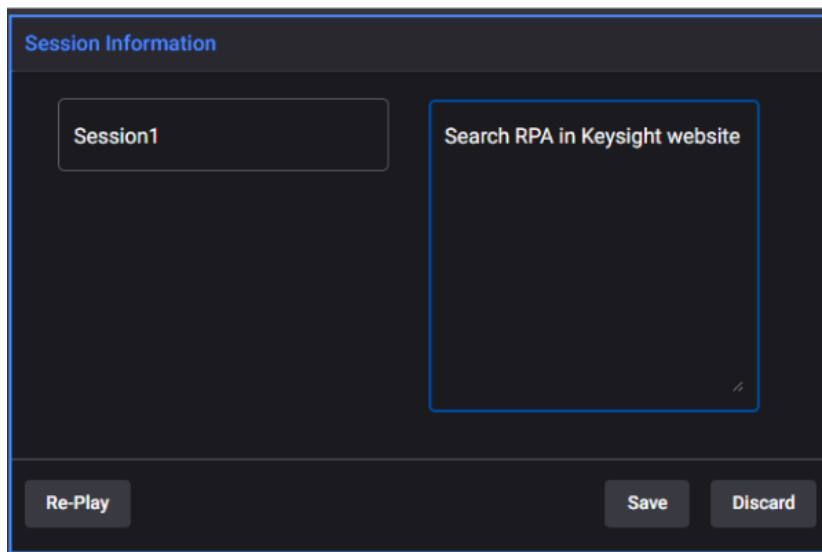 Session Information
Session1
Search RPA in Keysight website
Re-Play
Save
Discard